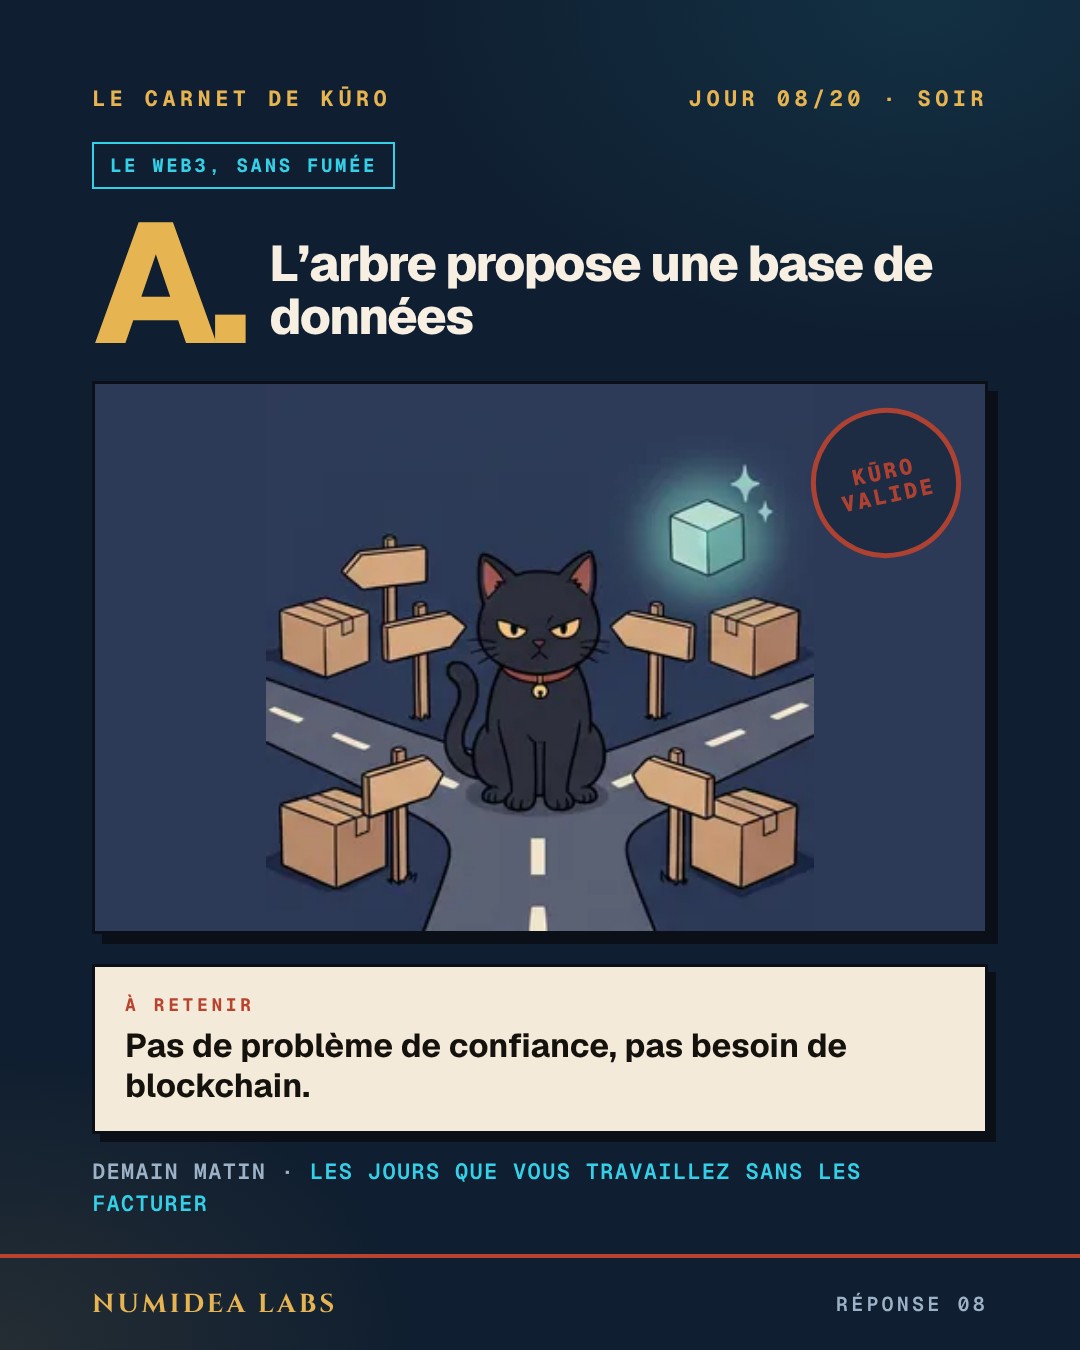 LE CARNET DE KŪRO
JOUR 08/20 · SOIR
LE WEB3, SANS FUMÉE
A.
L’arbre propose une base de
données
KŪRO
VALIDE
À RETENIR
Pas de problème de confiance, pas besoin de
blockchain.
DEMAIN MATIN · LES JOURS QUE VOUS TRAVAILLEZ SANS LES
FACTURER
NUMIDEA LABS
RÉPONSE 08